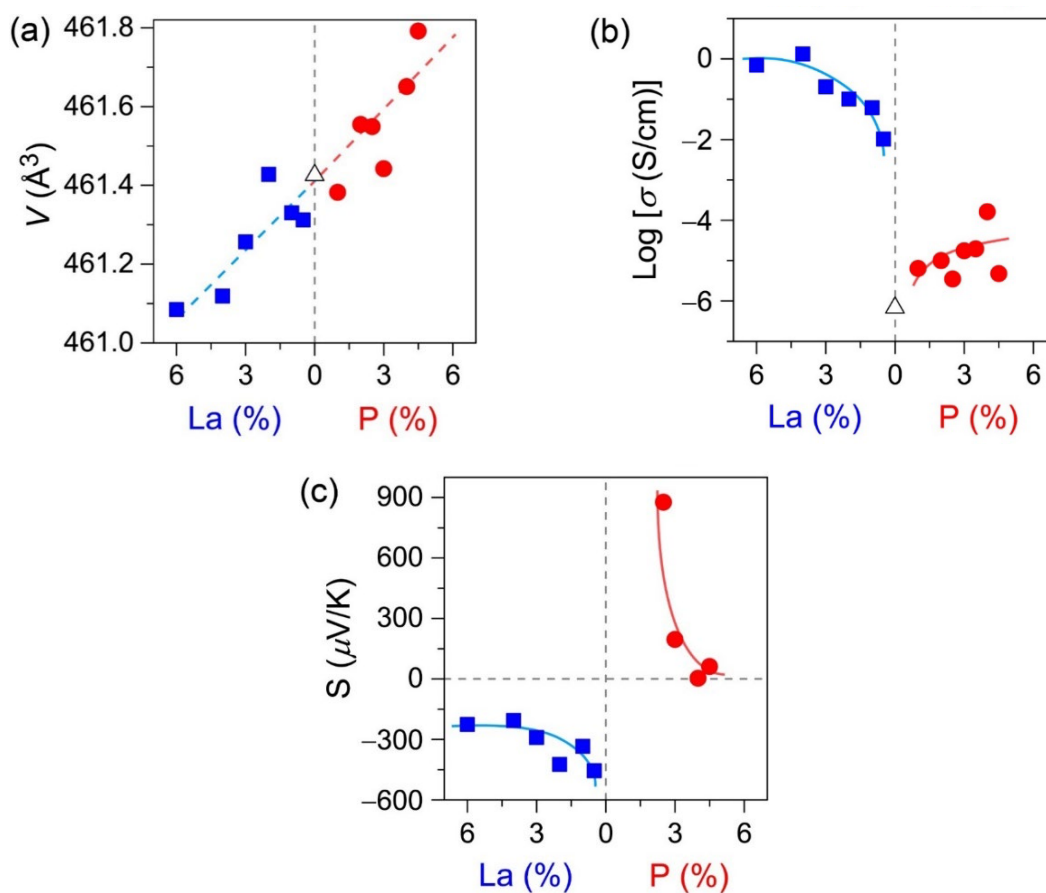 (a)
V (Å³)
461.8
461.6
461.4
461.2
461.0
6 3 0 3 6
La (%) P (%)
(b)
Log [σ (S/cm)]
0
−2
−4
−6
6 3 0 3 6
La (%) P (%)
(c)
S (μV/K)
900
600
300
0
−300
−600
6 3 0 3 6
La (%) P (%)